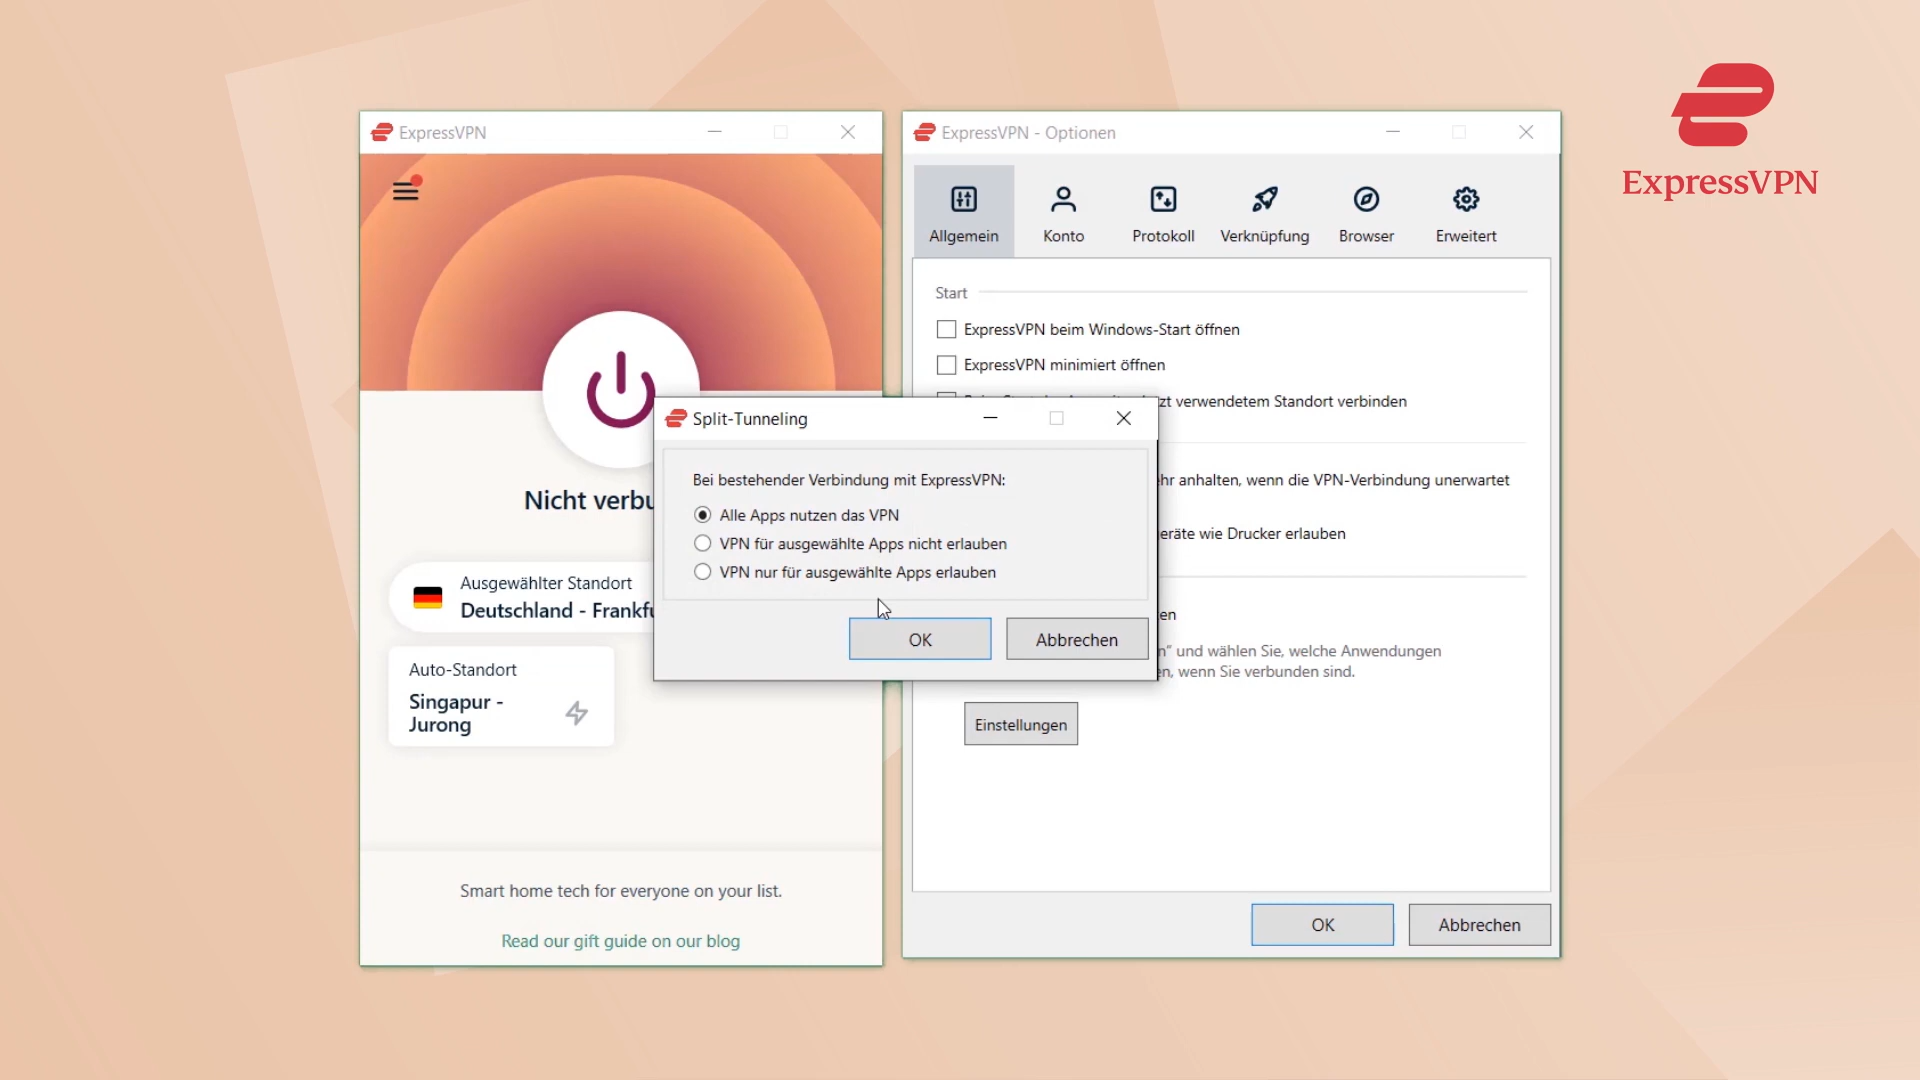 ExpressVPN
ExpressVPN
Nicht verbu
Ausgewählter Standort
Deutschland - Frankfu
Auto-Standort
Singapur -
Jurong
Smart home tech for everyone on your list.
Read our gift guide on our blog
ExpressVPN - Optionen
Allgemein
Konto
Protokoll
Verknüpfung
Browser
Erweitert
Start
ExpressVPN beim Windows-Start öffnen
ExpressVPN minimiert öffnen
zt verwendetem Standort verbinden
hr anhalten, wenn die VPN-Verbindung unerwartet
eräte wie Drucker erlauben
en
n" und wählen Sie, welche Anwendungen
en, wenn Sie verbunden sind.
Einstellungen
OK
Abbrechen
Split-Tunneling
Bei bestehender Verbindung mit ExpressVPN:
Alle Apps nutzen das VPN
VPN für ausgewählte Apps nicht erlauben
VPN nur für ausgewählte Apps erlauben
OK
Abbrechen